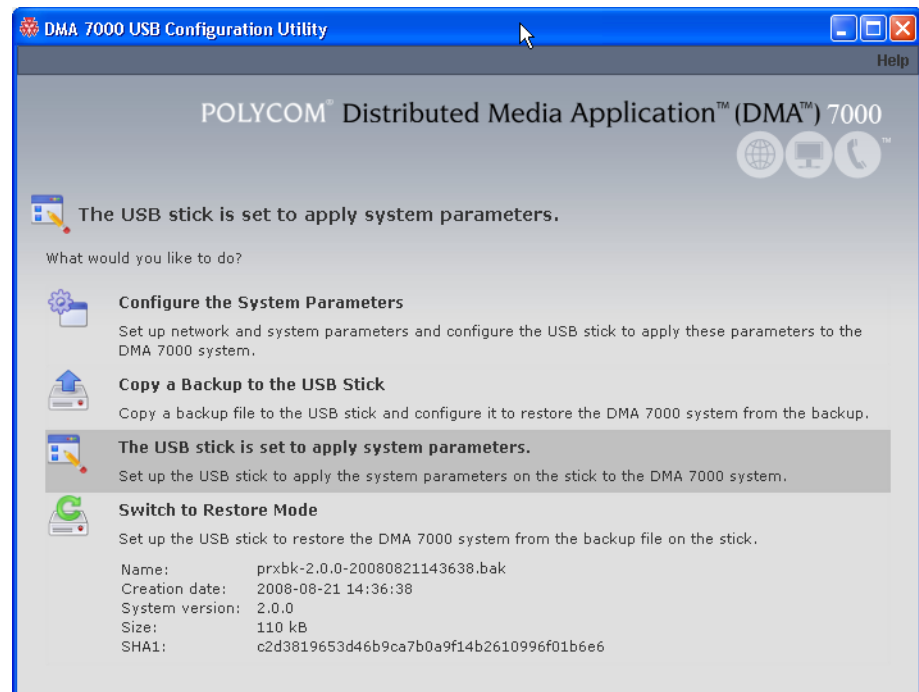 DMA 7000 USB Configuration Utility
Help
POLYCOM® Distributed Media Application™ (DMA™) 7000
™
The USB stick is set to apply system parameters.
What would you like to do?
Configure the System Parameters
Set up network and system parameters and configure the USB stick to apply these parameters to the
DMA 7000 system.
Copy a Backup to the USB Stick
Copy a backup file to the USB stick and configure it to restore the DMA 7000 system from the backup.
The USB stick is set to apply system parameters.
Set up the USB stick to apply the system parameters on the stick to the DMA 7000 system.
Switch to Restore Mode
Set up the USB stick to restore the DMA 7000 system from the backup file on the stick.
Name: prxbk-2.0.0-20080821143638.bak
Creation date: 2008-08-21 14:36:38
System version: 2.0.0
Size: 110 kB
SHA1: c2d3819653d46b9ca7b0a9f14b2610996f01b6e6